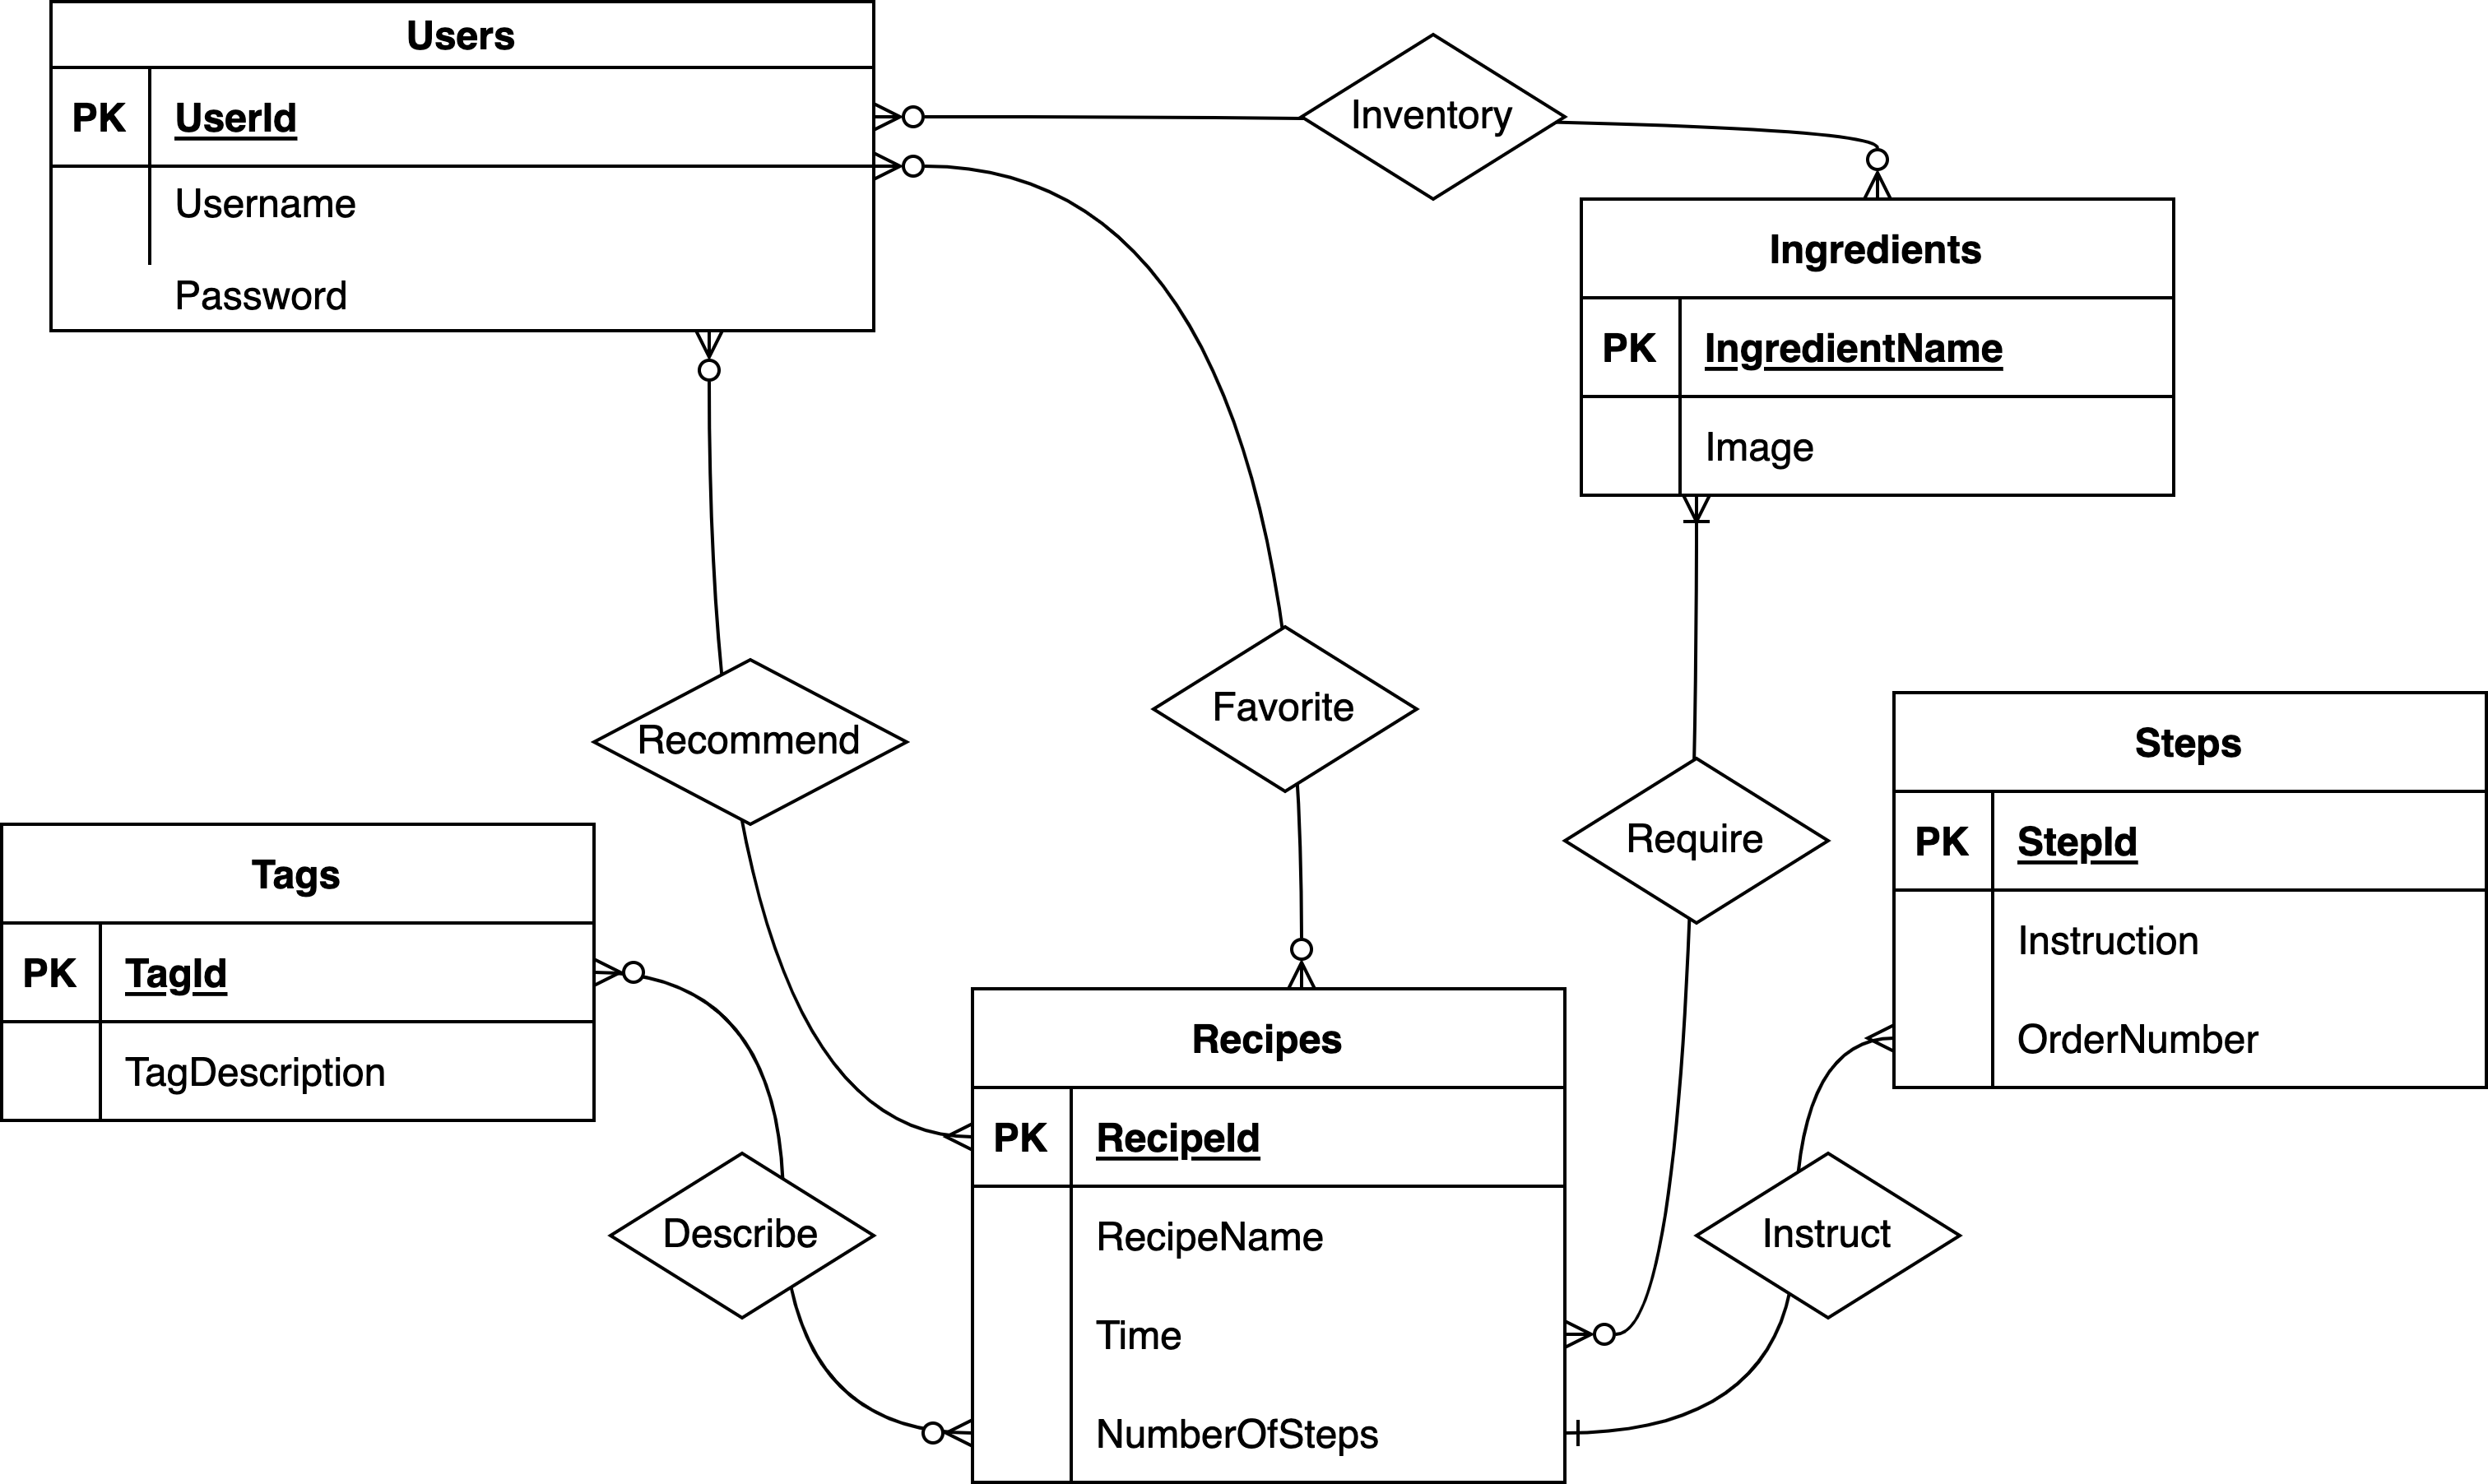 Users
PK
UserId
Username
Password
Inventory
Ingredients
PK
IngredientName
Image
Recommend
Favorite
Require
Steps
PK
StepId
Instruction
OrderNumber
Tags
PK
TagId
TagDescription
Describe
Recipes
PK
RecipeId
RecipeName
Time
NumberOfSteps
Instruct